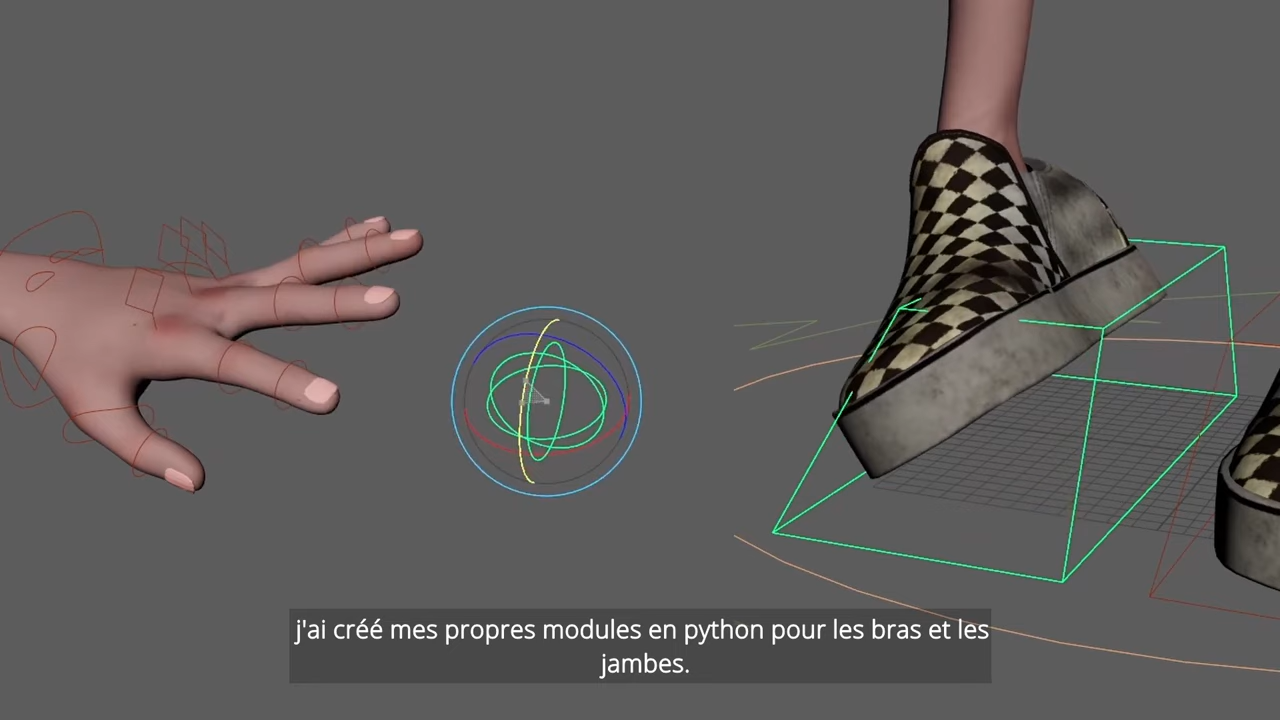 j'ai créé mes propres modules en python pour les bras et les
jambes.